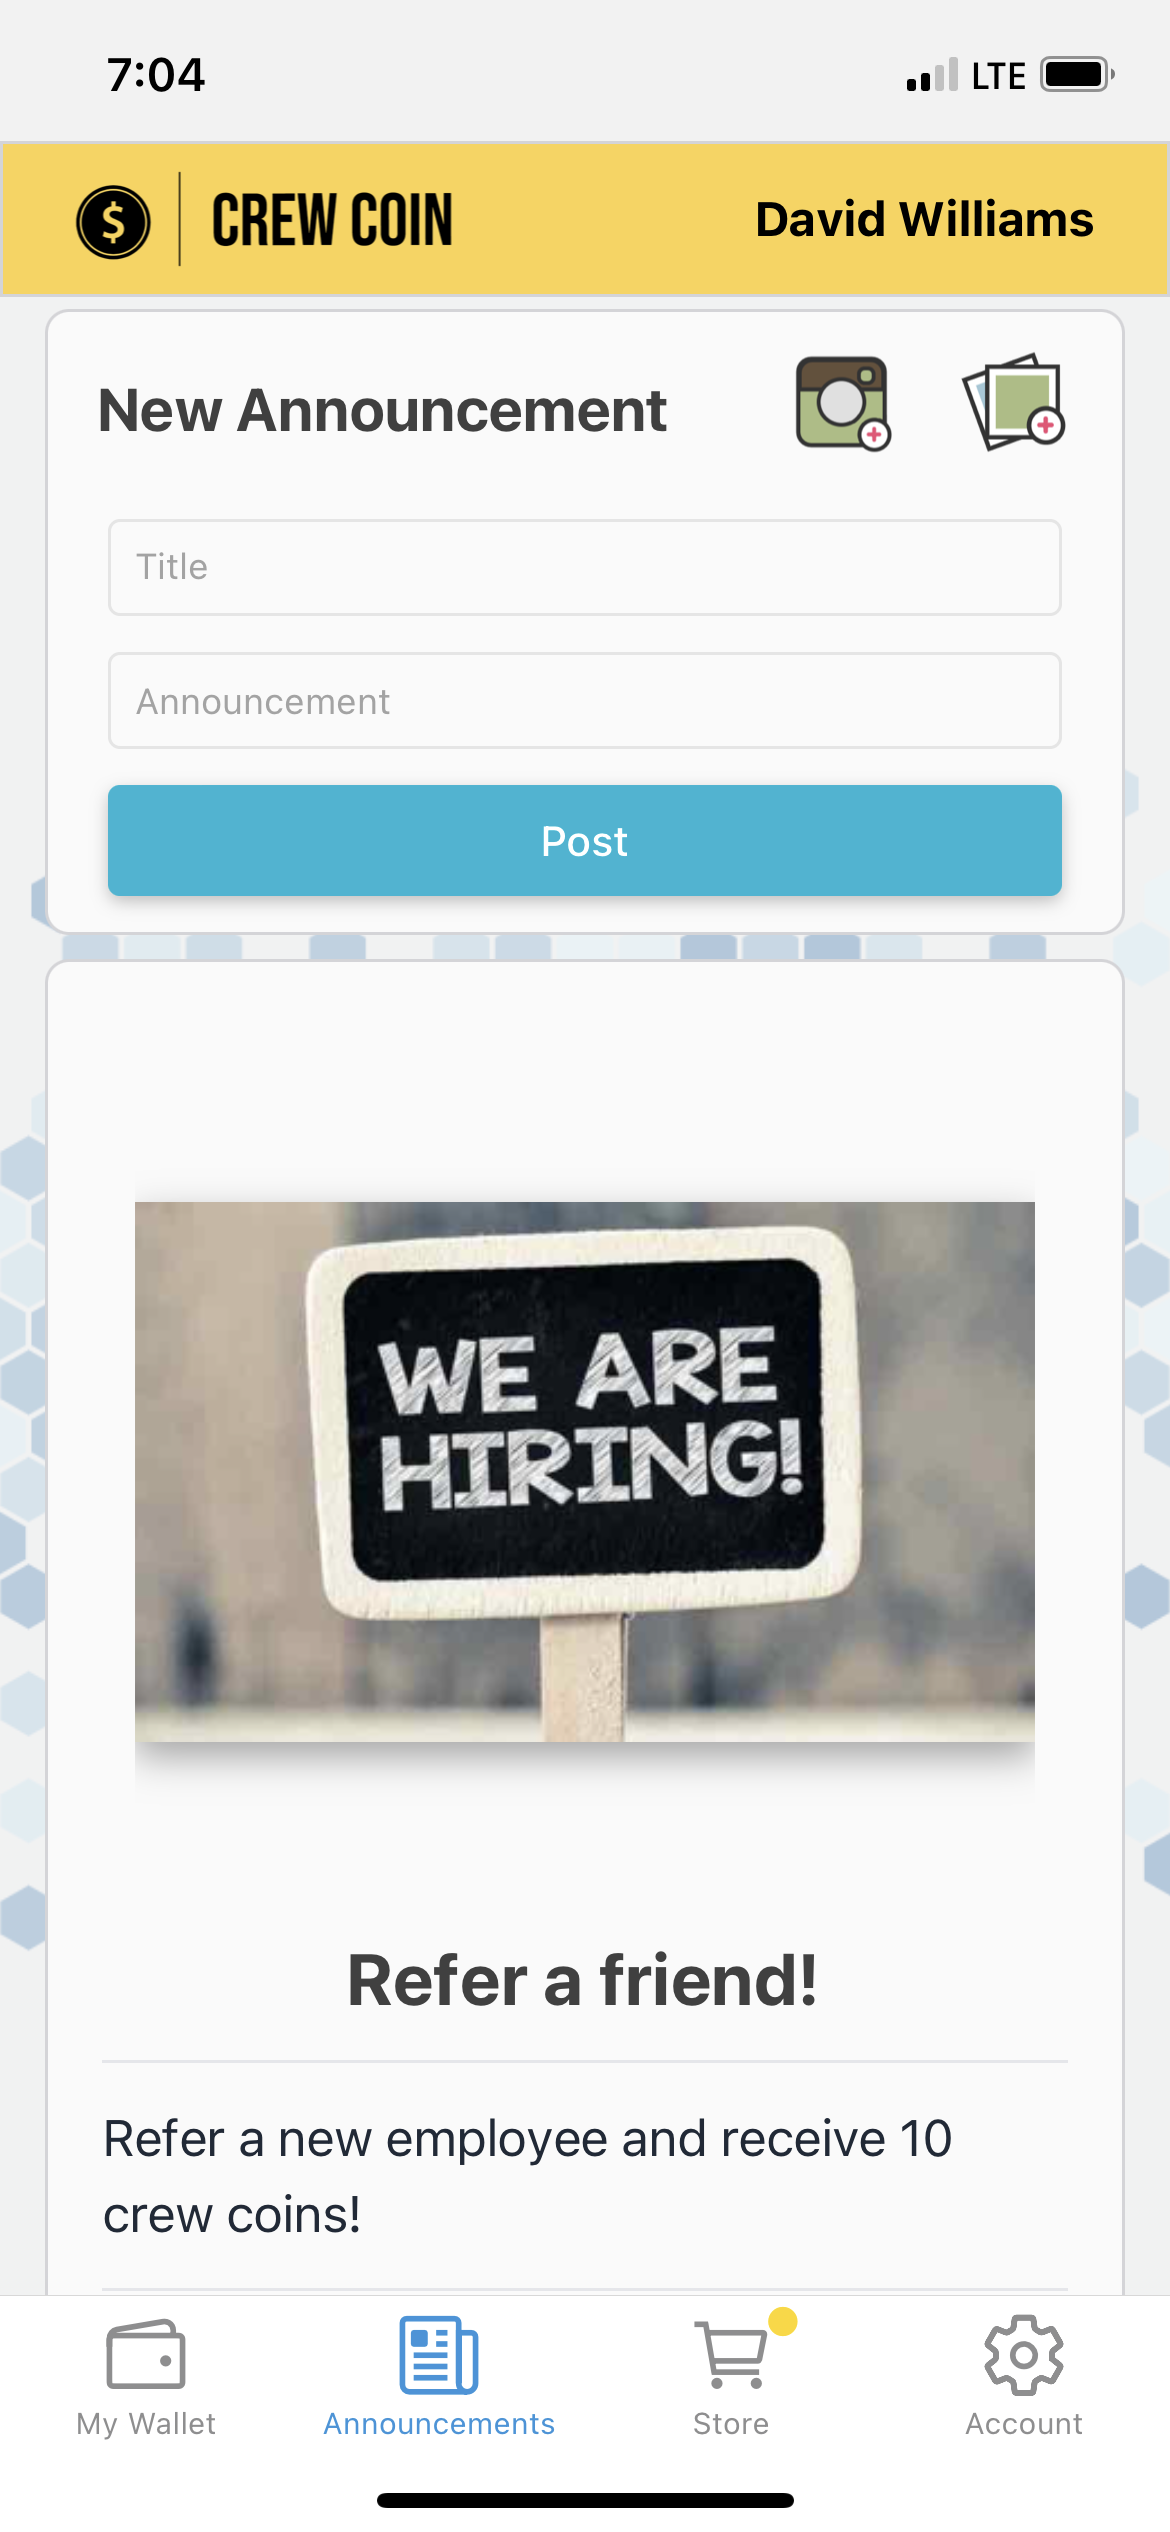 7:04
LTE
$ CREW COIN
David Williams
New Announcement
Title
Announcement
Post
WE ARE
HIRING!
Refer a friend!
Refer a new employee and receive 10
crew coins!
My Wallet
Announcements
Store
Account